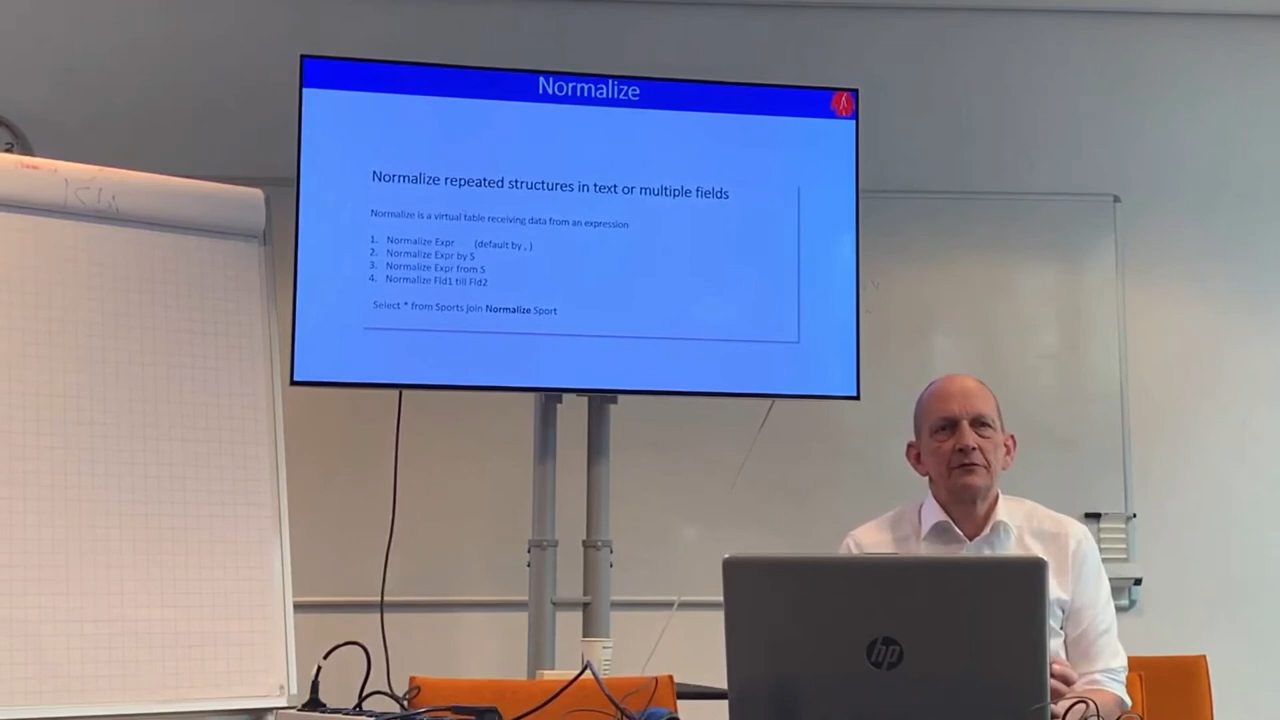 Normalize
Normalize repeated structures in text or multiple fields
Normalize is a virtual table receiving data from an expression
1. Normalize Expr (default by , )
2. Normalize Expr by S
3. Normalize Expr from S
4. Normalize Fld1 till Fld2
Select * from Sports join Normalize Sport
2
hp